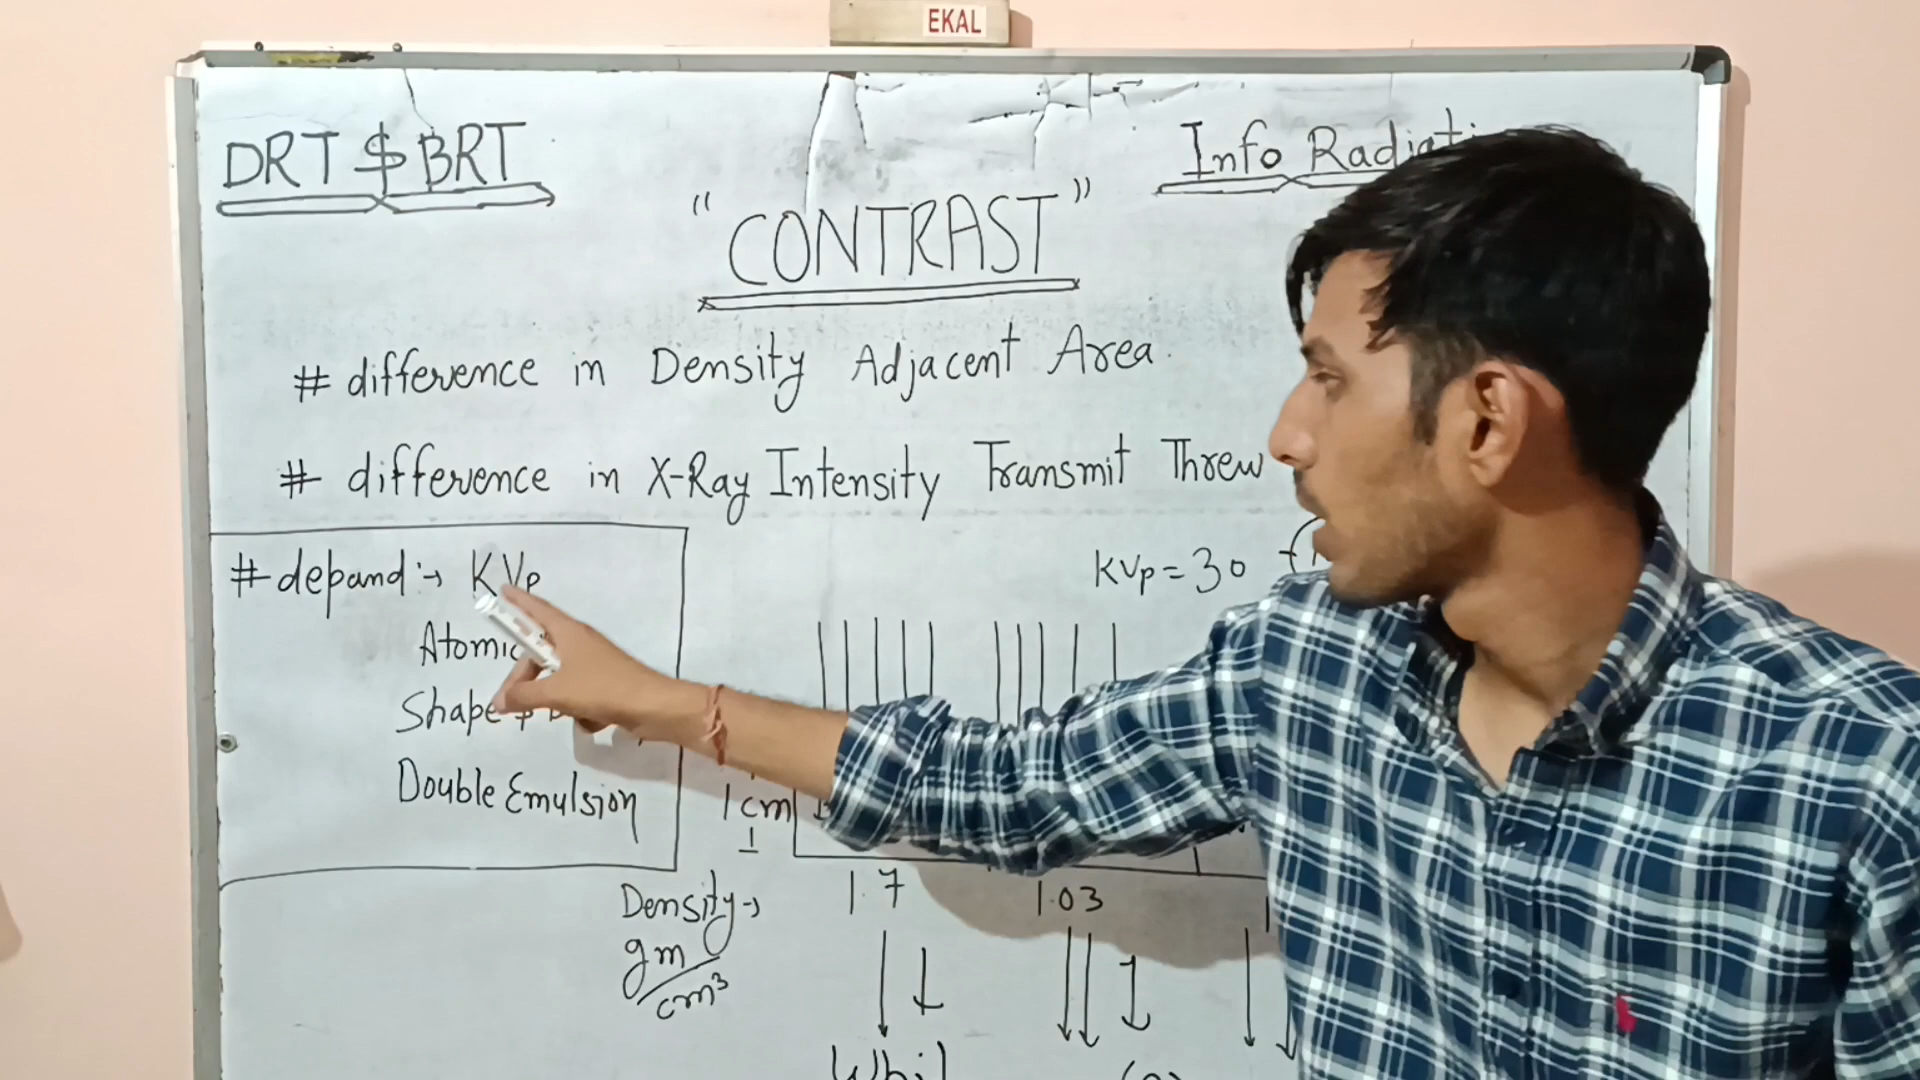 EKAL
DRT $ BRT
Info
"CONTRAST"
# difference in Density Adjacent Area.
# difference in X-Ray Intensity Transmit Threw
# depand :→ KVp
Atomic
Shape $
Double Emulsion
KVp = 30
1 cm
Density→ 1.7 1.03
gm/cm³